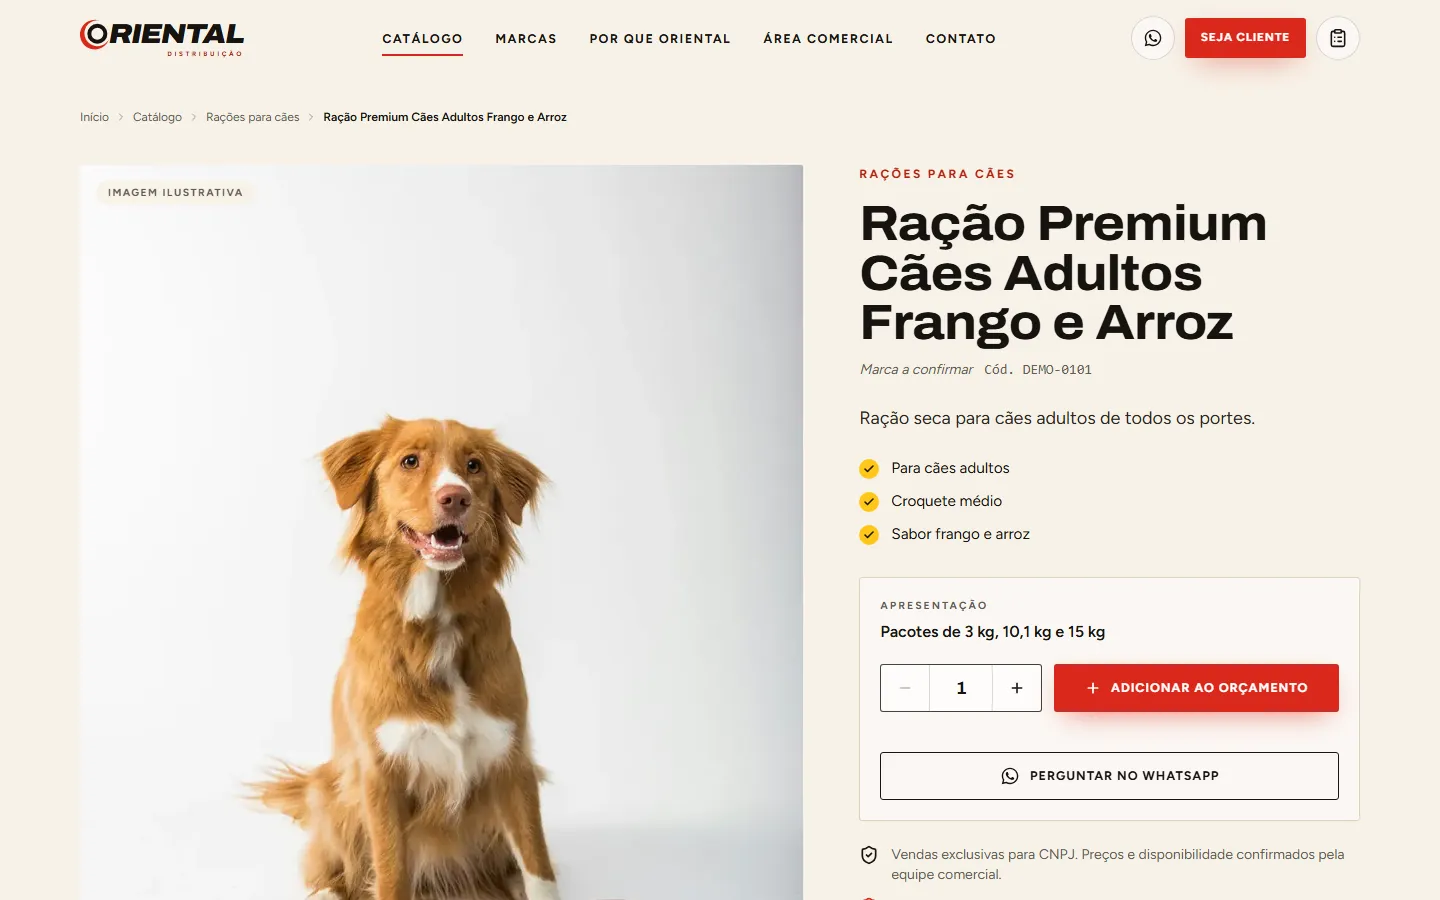 ORIENTAL
DISTRIBUIÇÃO
CATÁLOGO
MARCAS
POR QUE ORIENTAL
ÁREA COMERCIAL
CONTATO
SEJA CLIENTE
Início
Catálogo
Rações para cães
Ração Premium Cães Adultos Frango e Arroz
IMAGEM ILUSTRATIVA
RAÇÕES PARA CÃES
Ração Premium
Cães Adultos
Frango e Arroz
Marca a confirmar Cód. DEMO-0101
Ração seca para cães adultos de todos os portes.
Para cães adultos
Croquete médio
Sabor frango e arroz
APRESENTAÇÃO
Pacotes de 3 kg, 10,1 kg e 15 kg
− 1 +
+ ADICIONAR AO ORÇAMENTO
PERGUNTAR NO WHATSAPP
Vendas exclusivas para CNPJ. Preços e disponibilidade confirmados pela
equipe comercial.